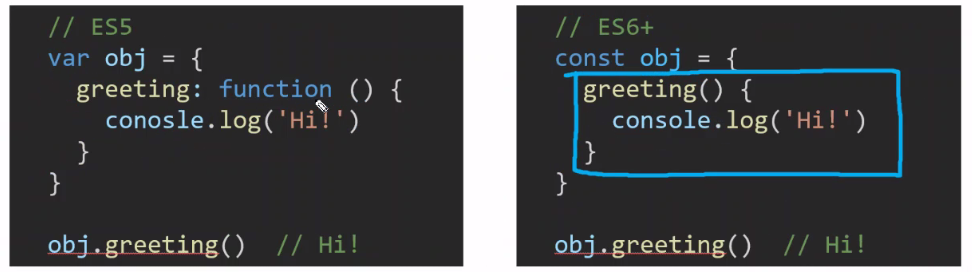 // ES5
var obj = {
  greeting: function () {
    conosle.log('Hi!')
  }
}

obj.greeting()  // Hi!
// ES6+
const obj = {
  greeting() {
    console.log('Hi!')
  }
}

obj.greeting()  // Hi!